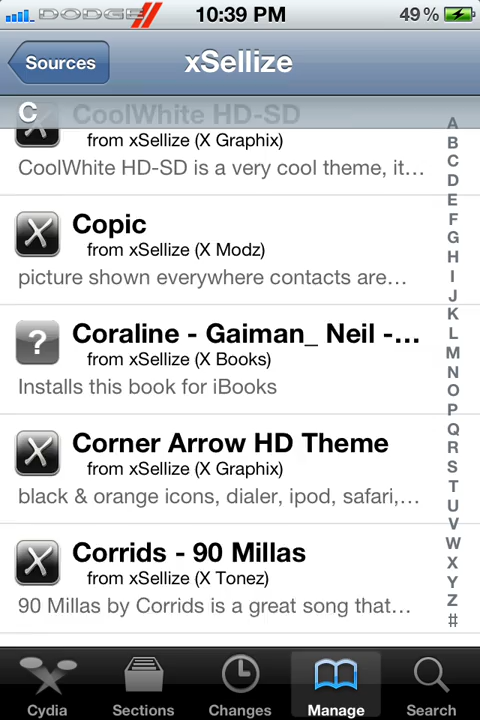 DODGE 10:39 PM 49%
Sources xSellize
C
CoolWhite HD-SD
from xSellize (X Graphix)
CoolWhite HD-SD is a very cool theme, it…
Copic
from xSellize (X Modz)
picture shown everywhere contacts are…
Coraline - Gaiman_ Neil -…
from xSellize (X Books)
Installs this book for iBooks
Corner Arrow HD Theme
from xSellize (X Graphix)
black & orange icons, dialer, ipod, safari,…
Corrids - 90 Millas
from xSellize (X Tonez)
90 Millas by Corrids is a great song that…
A
B
C
D
E
F
G
H
I
J
K
L
M
N
O
P
Q
R
S
T
U
V
W
X
Y
Z
#
Cydia Sections Changes Manage Search